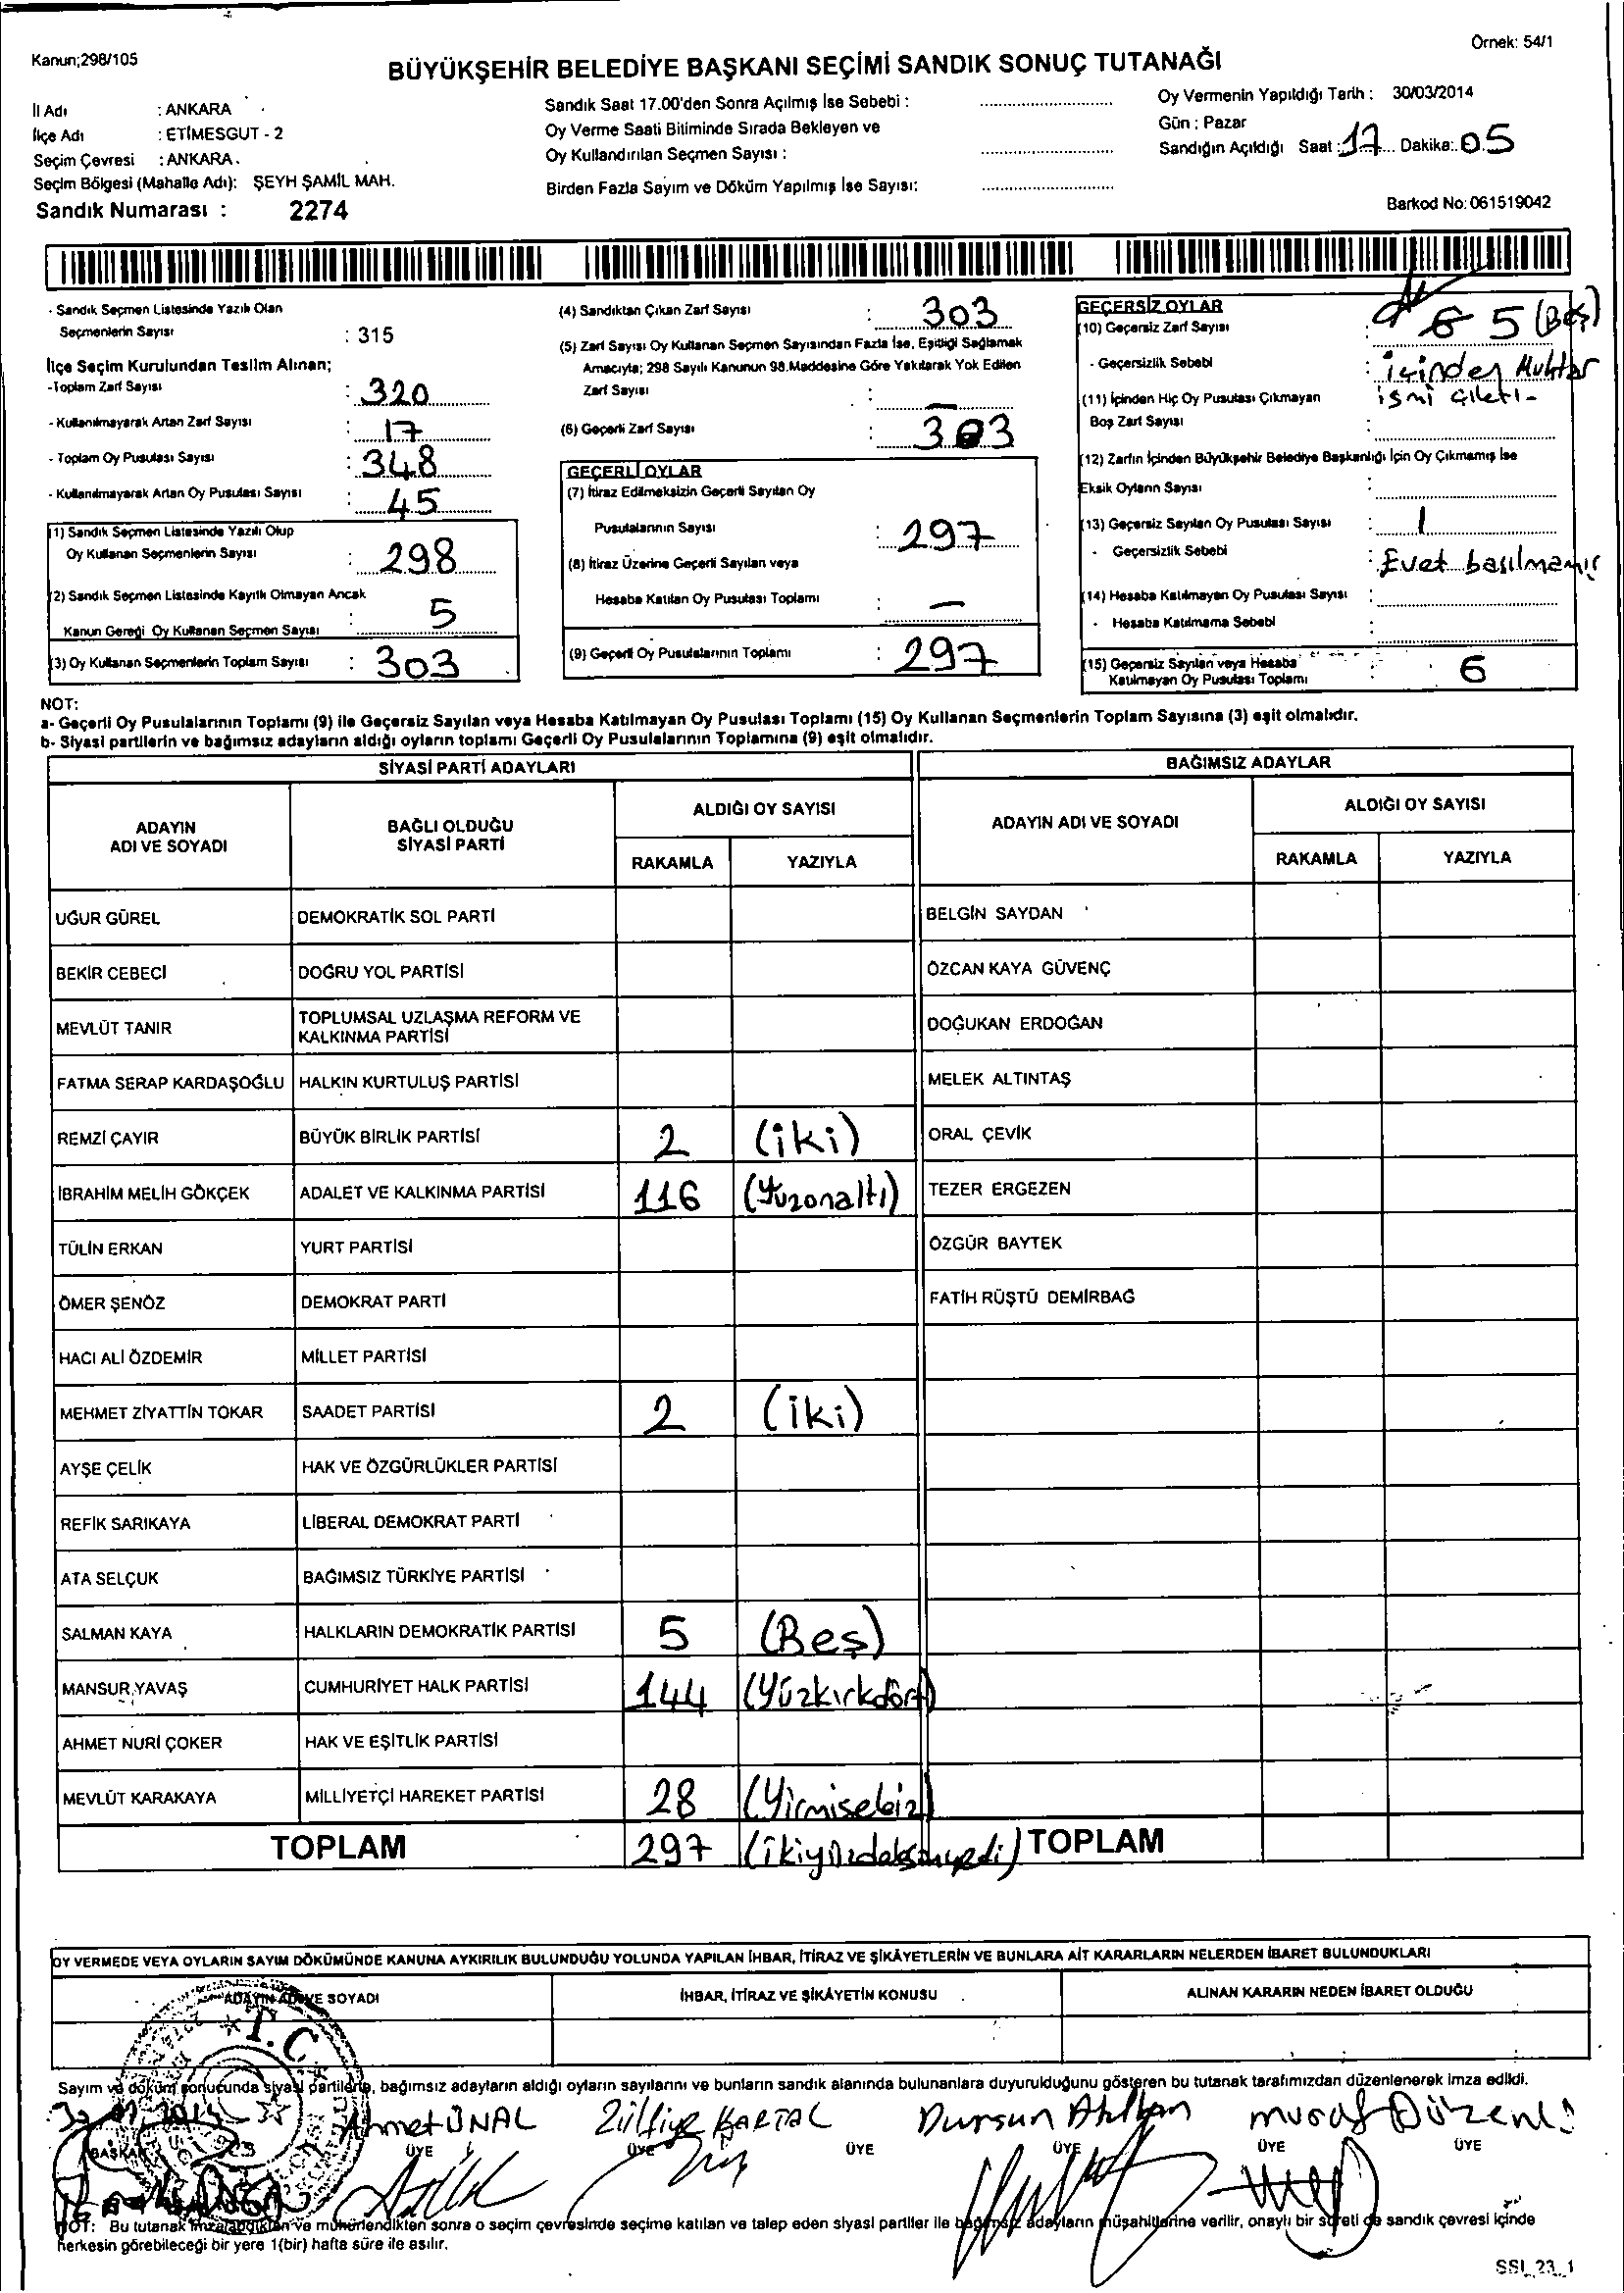 Kanun;298/105
Örnek: 54/1
BÜYÜKŞEHİR BELEDİYE BAŞKANI SEÇİMİ SANDIK SONUÇ TUTANAĞI
İl Adı : ANKARA
İlçe Adı : ETİMESGUT - 2
Seçim Çevresi : ANKARA.
Seçim Bölgesi (Mahalle Adı): ŞEYH ŞAMİL MAH.
Sandık Numarası : 2274
Sandık Saat 17.00'den Sonra Açılmış İse Sebebi :
Oy Verme Saati Bitiminde Sırada Bekleyen ve
Oy Kullandırılan Seçmen Sayısı :
Birden Fazla Sayım ve Döküm Yapılmış İse Sayısı:
Oy Vermenin Yapıldığı Tarih : 30/03/2014
Gün : Pazar
Sandığın Açıldığı Saat : 17 Dakika: 05
Barkod No: 061519042
- Sandık Seçmen Listesinde Yazılı Olan
Seçmenlerin Sayısı : 315
İlçe Seçim Kurulundan Teslim Alınan;
-Toplam Zarf Sayısı : 320
- Kullanılmayarak Artan Zarf Sayısı : 17
- Toplam Oy Pusulası Sayısı : 348
- Kullanılmayarak Artan Oy Pusulası Sayısı : 45
(1) Sandık Seçmen Listesinde Yazılı Olup
Oy Kullanan Seçmenlerin Sayısı : 298
(2) Sandık Seçmen Listesinde Kayıtlı Olmayan Ancak
Kanun Gereği Oy Kullanan Seçmen Sayısı 5
(3) Oy Kullanan Seçmenlerin Toplam Sayısı : 303
(4) Sandıktan Çıkan Zarf Sayısı : 303
(5) Zarf Sayısı Oy Kullanan Seçmen Sayısından Fazla İse, Eşitliği Sağlamak
Amacıyla; 298 Sayılı Kanunun 98.Maddesine Göre Yakılarak Yok Edilen
Zarf Sayısı : —
(6) Geçerli Zarf Sayısı : 303
GEÇERLİ OYLAR
(7) İtiraz Edilmeksizin Geçerli Sayılan Oy
Pusulalarının Sayısı : 297
(8) İtiraz Üzerine Geçerli Sayılan veya
Hesaba Katılan Oy Pusulası Toplamı : —
(9) Geçerli Oy Pusulalarının Toplamı : 297
GEÇERSİZ OYLAR
(10) Geçersiz Zarf Sayısı : 5 (Beş)
- Geçersizlik Sebebi : içinden Muhtar
ismi çıktı-
(11) İçinden Hiç Oy Pusulası Çıkmayan
Boş Zarf Sayısı :
(12) Zarfın İçinden Büyükşehir Belediye Başkanlığı İçin Oy Çıkmamış İse
Eksik Oyların Sayısı :
(13) Geçersiz Sayılan Oy Pusulası Sayısı : 1
- Geçersizlik Sebebi : Evet basılmamış
(14) Hesaba Katılmayan Oy Pusulası Sayısı :
- Hesaba Katılmama Sebebi :
(15) Geçersiz Sayılan veya Hesaba
Katılmayan Oy Pusulası Toplamı : 6
NOT:
a- Geçerli Oy Pusulalarının Toplamı (9) ile Geçersiz Sayılan veya Hesaba Katılmayan Oy Pusulası Toplamı (15) Oy Kullanan Seçmenlerin Toplam Sayısına (3) eşit olmalıdır.
b- Siyasi partilerin ve bağımsız adayların aldığı oyların toplamı Geçerli Oy Pusulalarının Toplamına (9) eşit olmalıdır.
SİYASİ PARTİ ADAYLARI
ADAYIN
ADI VE SOYADI
BAĞLI OLDUĞU
SİYASİ PARTİ
ALDIĞI OY SAYISI
RAKAMLA YAZIYLA
UĞUR GÜREL DEMOKRATİK SOL PARTİ
BEKİR CEBECİ DOĞRU YOL PARTİSİ
MEVLÜT TANIR TOPLUMSAL UZLAŞMA REFORM VE
KALKINMA PARTİSİ
FATMA SERAP KARDAŞOĞLU HALKIN KURTULUŞ PARTİSİ
REMZİ ÇAYIR BÜYÜK BİRLİK PARTİSİ 2 (iki)
İBRAHİM MELİH GÖKÇEK ADALET VE KALKINMA PARTİSİ 116 (Yüzonaltı)
TÜLİN ERKAN YURT PARTİSİ
ÖMER ŞENÖZ DEMOKRAT PARTİ
HACI ALİ ÖZDEMİR MİLLET PARTİSİ
MEHMET ZİYATTİN TOKAR SAADET PARTİSİ 2 (iki)
AYŞE ÇELİK HAK VE ÖZGÜRLÜKLER PARTİSİ
REFİK SARIKAYA LİBERAL DEMOKRAT PARTİ
ATA SELÇUK BAĞIMSIZ TÜRKİYE PARTİSİ
SALMAN KAYA HALKLARIN DEMOKRATİK PARTİSİ 5 (Beş)
MANSUR YAVAŞ CUMHURİYET HALK PARTİSİ 144 (Yüzkırkdört)
AHMET NURİ ÇOKER HAK VE EŞİTLİK PARTİSİ
MEVLÜT KARAKAYA MİLLİYETÇİ HAREKET PARTİSİ 28 (Yirmisekiz)
TOPLAM 297
BAĞIMSIZ ADAYLAR
ADAYIN ADI VE SOYADI
ALDIĞI OY SAYISI
RAKAMLA YAZIYLA
BELGİN SAYDAN
ÖZCAN KAYA GÜVENÇ
DOĞUKAN ERDOĞAN
MELEK ALTINTAŞ
ORAL ÇEVİK
TEZER ERGEZEN
ÖZGÜR BAYTEK
FATİH RÜŞTÜ DEMİRBAĞ
TOPLAM
OY VERMEDE VEYA OYLARIN SAYIM DÖKÜMÜNDE KANUNA AYKIRILIK BULUNDUĞU YOLUNDA YAPILAN İHBAR, İTİRAZ VE ŞİKÂYETLERİN VE BUNLARA AİT KARARLARIN NELERDEN İBARET BULUNDUKLARI
ADAYIN ADI VE SOYADI İHBAR, İTİRAZ VE ŞİKÂYETİN KONUSU ALINAN KARARIN NEDEN İBARET OLDUĞU
T.C
Sayım ve döküm sonucunda siyasi partilerin, bağımsız adayların aldığı oyların sayılarını ve bunların sandık alanında bulunanlara duyurulduğunu gösteren bu tutanak tarafımızdan düzenlenerek imza edildi.
Ahmet ÜNAL Zülfiye KARTAL Dursun murat Düzenli
BAŞKAN ÜYE ÜYE ÜYE ÜYE ÜYE ÜYE
NOT: Bu tutanak imzalandıktan ve mühürlendikten sonra o seçim çevresinde seçime katılan ve talep eden siyasi partiler ile bağımsız adayların müşahitlerine verilir, onaylı bir sureti de sandık çevresi içinde
herkesin görebileceği bir yere 1(bir) hafta süre ile asılır.
SSI_23_1